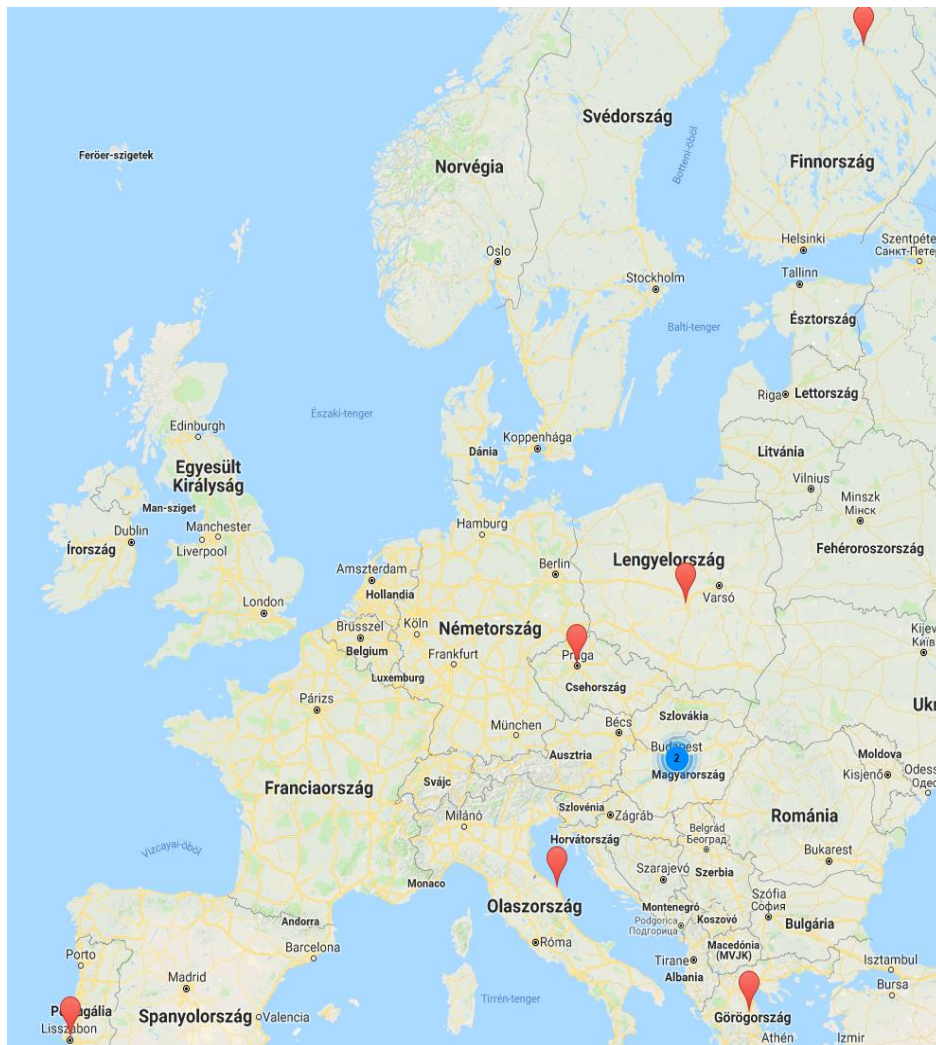 Svédország
Feröer-szigetek
Norvégia
Botteni-öböl
Finnország
Helsinki
Szentpéte
Санкт-Петер
Oslo
Tallinn
Stockholm
Észtország
Balti-tenger
Riga
Lettország
Északi-tenger
Edinburgh
Koppenhága
Dánia
Litvánia
Egyesült
Királyság
Vilnius
Man-sziget
Minszk
Мінск
Dublin
Manchester
Hamburg
Írország
Liverpool
Fehéroroszország
Lengyelország
Amszterdam
Berlin
Varsó
Hollandia
London
Brüsszel
Köln
Németország
Kijev
Київ
Belgium
Frankfurt
Prága
Luxemburg
Csehország
Párizs
Ukr
Szlovákia
München
Bécs
Budapest
Moldova
Ausztria
2
Magyarország
Kisjenő
Odess
Одес
Svájc
Franciaország
Szlovénia
Zágráb
Románia
Milánó
Belgrád
Београд
Horvátország
Vizcayai-öböl
Bukarest
Szarajevó
Szerbia
Monaco
Szófia
София
Olaszország
Montenegró
Koszovó
Andorra
Podgorica
Подгорица
Bulgária
Róma
Macedónia
(MVJK)
Porto
Barcelona
Tirane
Isztambul
Madrid
Albánia
Bursa
Tirrén-tenger
Portugália
Spanyolország
Valencia
Görögország
Lisszabon
Athén
Izmir